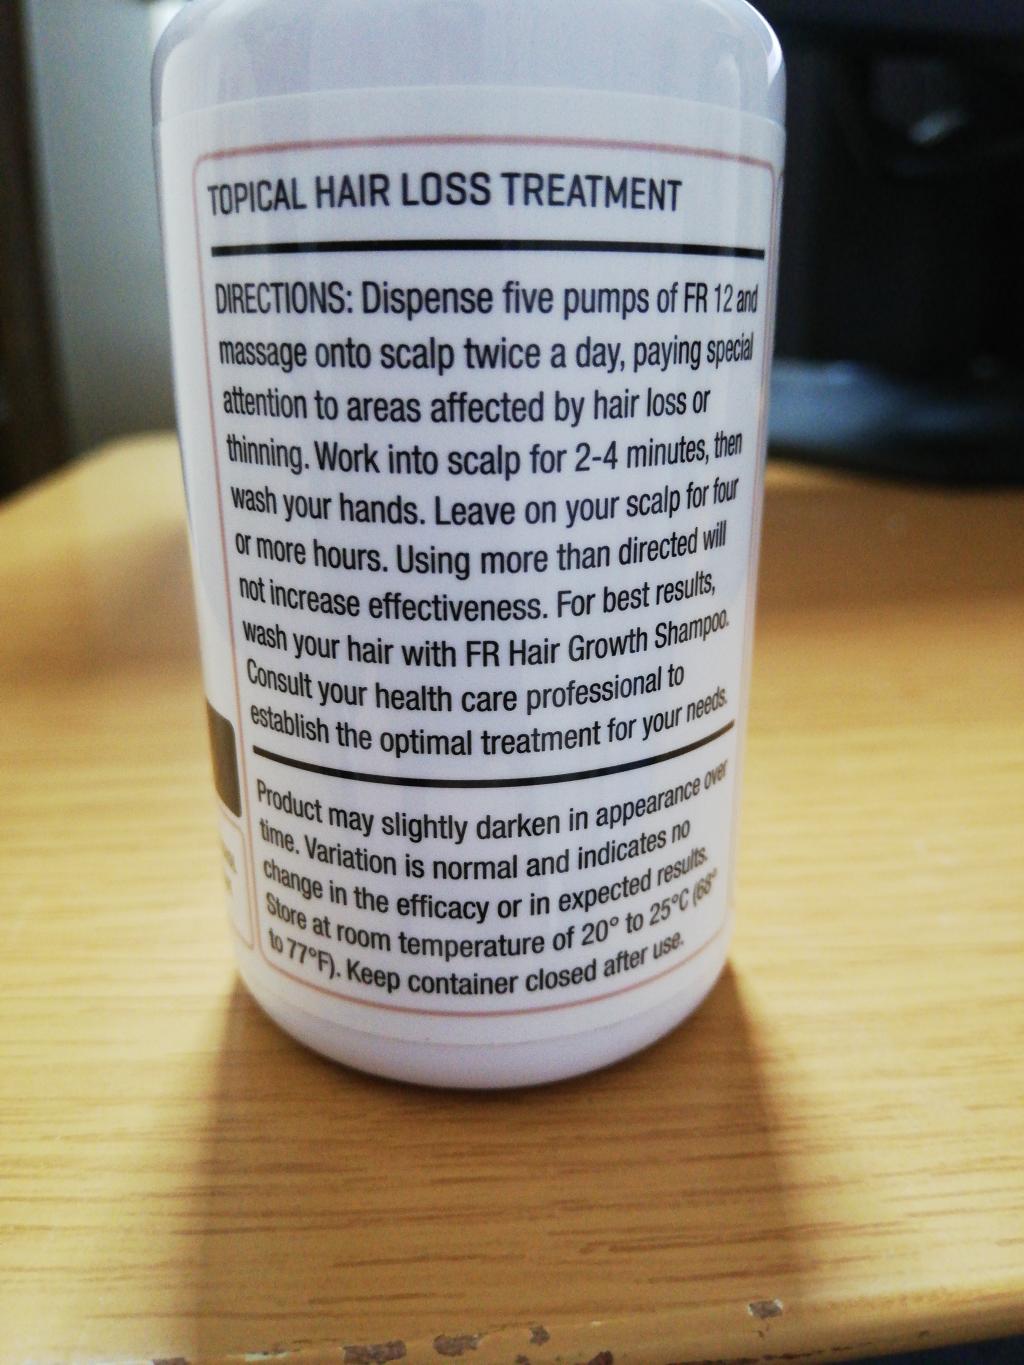 TOPICAL HAIR LOSS TREATMENT
DIRECTIONS: Dispense five pumps of FR 12 and
massage onto scalp twice a day, paying special
attention to areas affected by hair loss or
thinning. Work into scalp for 2-4 minutes, then
wash your hands. Leave on your scalp for four
or more hours. Using more than directed will
not increase effectiveness. For best results,
wash your hair with FR Hair Growth Shampoo.
Consult your health care professional to
establish the optimal treatment for your needs.
Product may slightly darken in appearance over
time. Variation is normal and indicates no
change in the efficacy or in expected results.
Store at room temperature of 20° to 25°C (68°
to 77°F). Keep container closed after use.